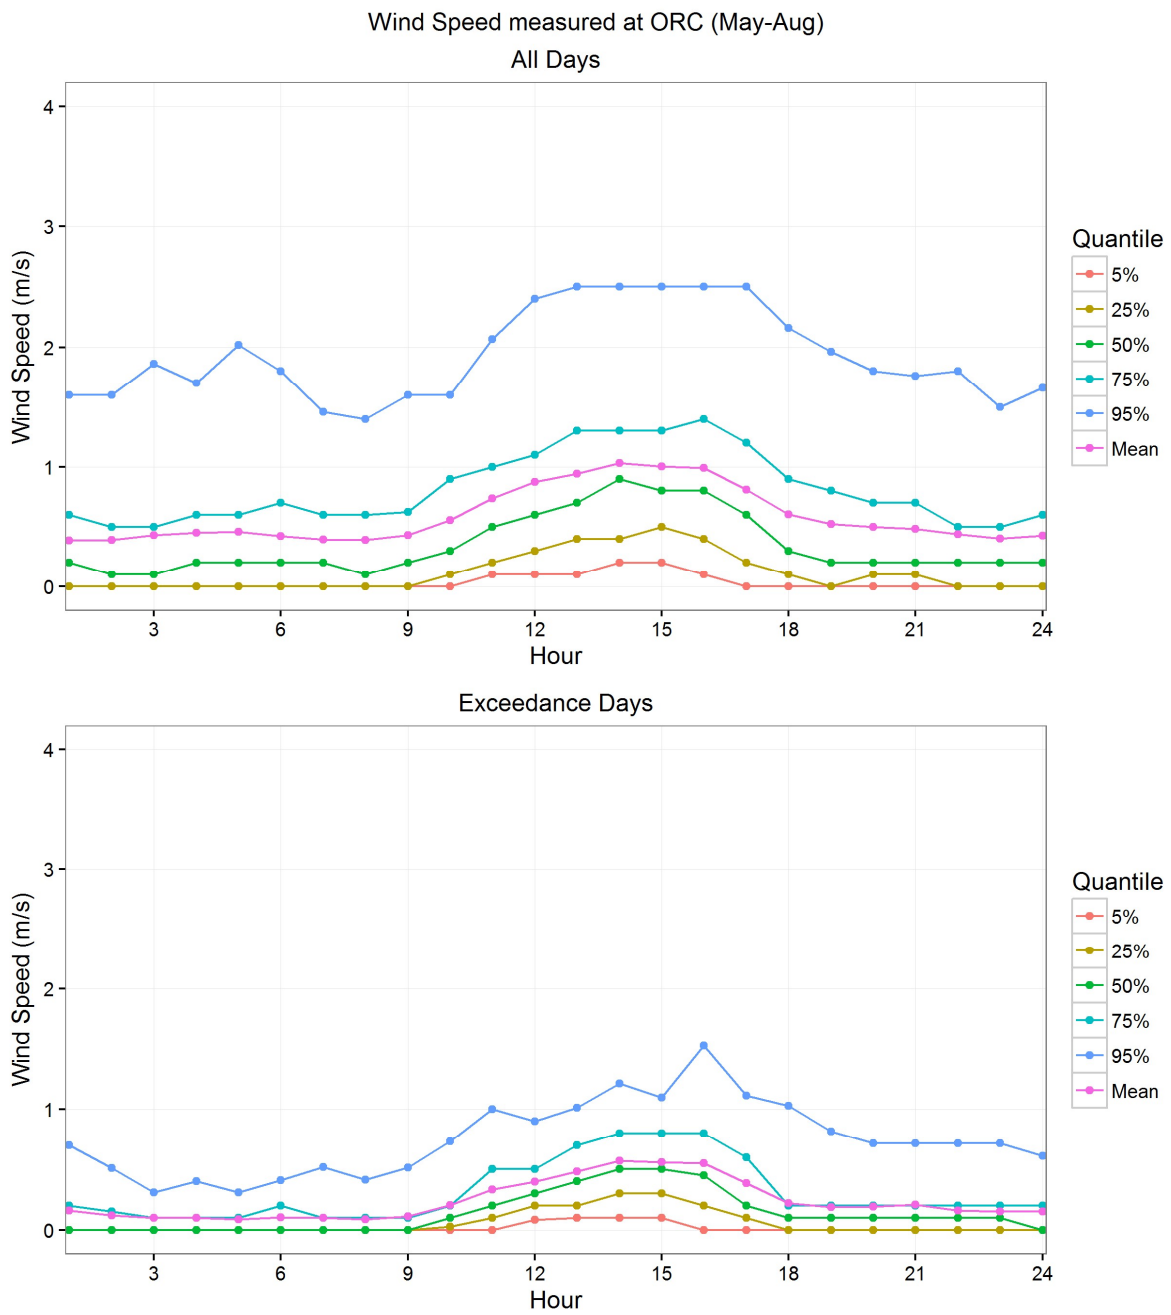 Wind Speed measured at ORC (May-Aug)
All Days
Wind Speed (m/s)
4
3
2
1
0
3 6 9 12 15 18 21 24
Hour
Quantile
5%
25%
50%
75%
95%
Mean
Exceedance Days
Wind Speed (m/s)
4
3
2
1
0
3 6 9 12 15 18 21 24
Hour
Quantile
5%
25%
50%
75%
95%
Mean